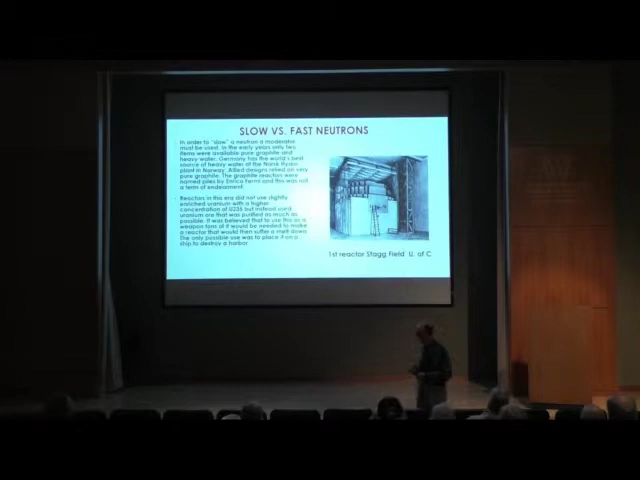 SLOW VS. FAST NEUTRONS
In order to "slow" a neutron a moderator
must be used. In the early years only two
items were available pure graphite and
heavy water. Germany had the world's best
source of heavy water at the Norsk Hydro
plant in Norway. Allied designs relied on very
pure graphite. The graphite reactors were
named piles by Enrico Fermi and this was not
a term of endearment
Reactors in this era did not use slightly
enriched uranium with a higher
concentration of U235 but instead used
uranium ore that was purified as much as
possible. It was believed that to use this as a
weapon tons of it would be needed to make
a reactor that would then suffer a melt down.
The only possible use was to place it on a
ship to destroy a harbor
1st reactor Stagg Field U. of C